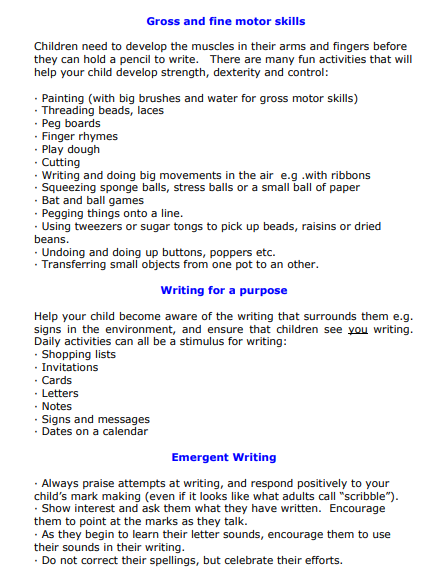 Gross and fine motor skills
Children need to develop the muscles in their arms and fingers before
they can hold a pencil to write. There are many fun activities that will
help your child develop strength, dexterity and control:
· Painting (with big brushes and water for gross motor skills)
· Threading beads, laces
· Peg boards
· Finger rhymes
· Play dough
· Cutting
· Writing and doing big movements in the air e.g .with ribbons
· Squeezing sponge balls, stress balls or a small ball of paper
· Bat and ball games
· Pegging things onto a line.
· Using tweezers or sugar tongs to pick up beads, raisins or dried
beans.
· Undoing and doing up buttons, poppers etc.
· Transferring small objects from one pot to an other.
Writing for a purpose
Help your child become aware of the writing that surrounds them e.g.
signs in the environment, and ensure that children see you writing.
Daily activities can all be a stimulus for writing:
· Shopping lists
· Invitations
· Cards
· Letters
· Notes
· Signs and messages
· Dates on a calendar
Emergent Writing
· Always praise attempts at writing, and respond positively to your
child’s mark making (even if it looks like what adults call “scribble”).
· Show interest and ask them what they have written. Encourage
them to point at the marks as they talk.
· As they begin to learn their letter sounds, encourage them to use
their sounds in their writing.
· Do not correct their spellings, but celebrate their efforts.